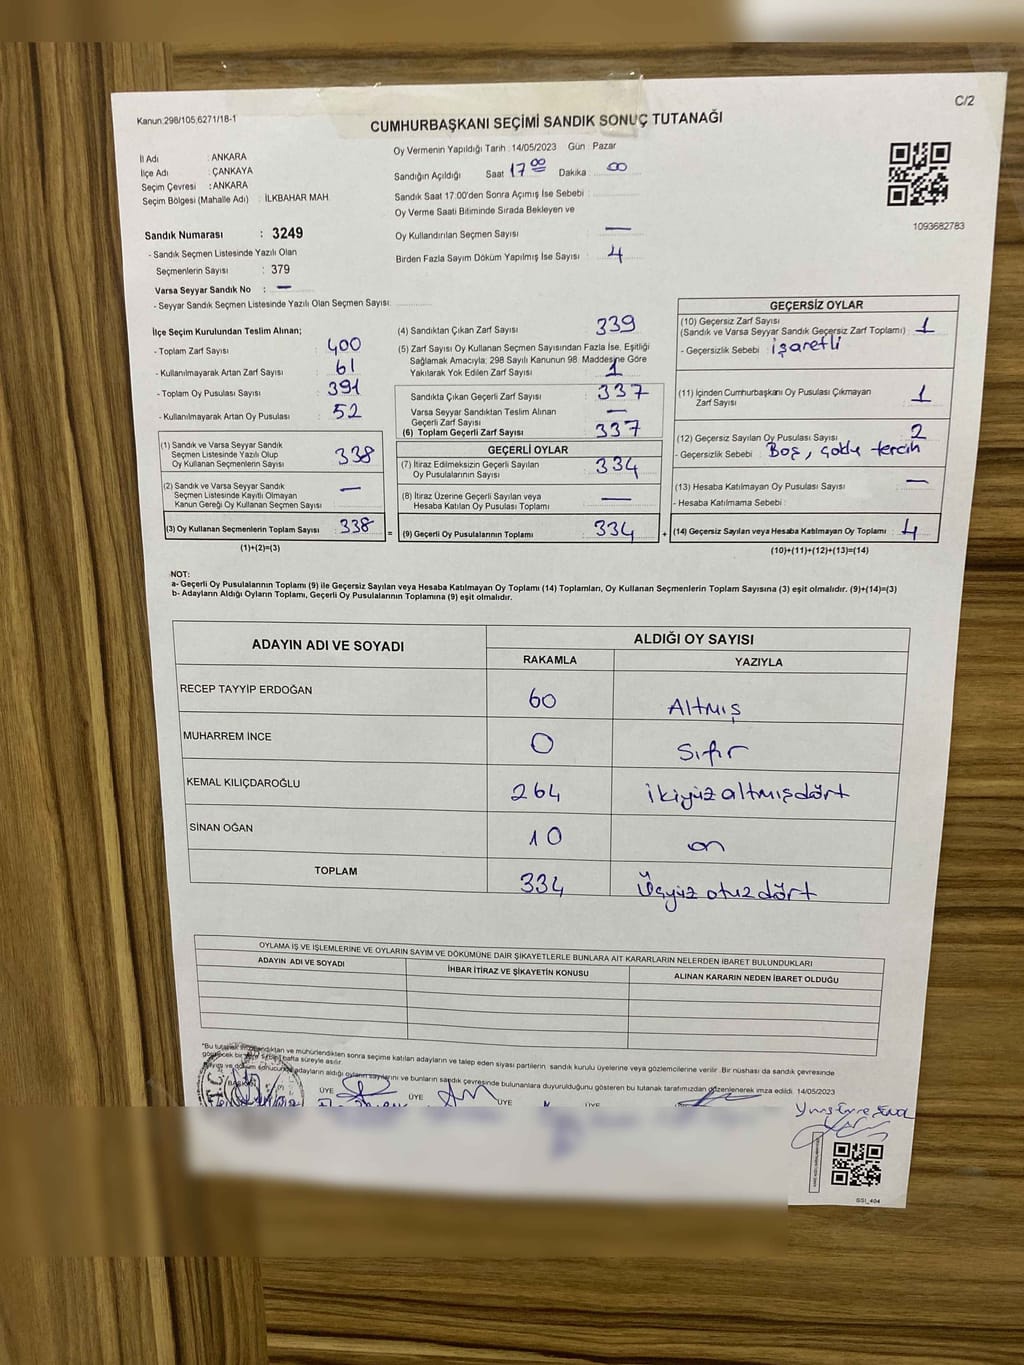 Kanun:298/105,6271/18-1
C/2
CUMHURBAŞKANI SEÇİMİ SANDIK SONUÇ TUTANAĞI
İl Adı : ANKARA
İlçe Adı : ÇANKAYA
Seçim Çevresi : ANKARA
Seçim Bölgesi (Mahalle Adı) : İLKBAHAR MAH
Sandık Numarası : 3249
- Sandık Seçmen Listesinde Yazılı Olan
Seçmenlerin Sayısı : 379
Varsa Seyyar Sandık No : —
- Seyyar Sandık Seçmen Listesinde Yazılı Olan Seçmen Sayısı:
Oy Vermenin Yapıldığı Tarih :14/05/2023 Gün Pazar
Sandığın Açıldığı Saat 17 00 Dakika 00
Sandık Saat 17:00'den Sonra Açımış İse Sebebi :
Oy Verme Saati Bitiminde Sırada Bekleyen ve
Oy Kullandırılan Seçmen Sayısı : —
Birden Fazla Sayım Döküm Yapılmış İse Sayısı : 4
1093682783
İlçe Seçim Kurulundan Teslim Alınan;
- Toplam Zarf Sayısı : 400
- Kullanılmayarak Artan Zarf Sayısı : 61
- Toplam Oy Pusulası Sayısı : 391
- Kullanılmayarak Artan Oy Pusulası : 52
(1) Sandık ve Varsa Seyyar Sandık
Seçmen Listesinde Yazılı Olup
Oy Kullanan Seçmenlerin Sayısı : 338
(2) Sandık ve Varsa Seyyar Sandık
Seçmen Listesinde Kayıtlı Olmayan
Kanun Gereği Oy Kullanan Seçmen Sayısı : —
(3) Oy Kullanan Seçmenlerin Toplam Sayısı : 338
(1)+(2)=(3)
(4) Sandıktan Çıkan Zarf Sayısı : 339
(5) Zarf Sayısı Oy Kullanan Seçmen Sayısından Fazla İse, Eşitliği
Sağlamak Amacıyla; 298 Sayılı Kanunun 98. Maddesine Göre
Yakılarak Yok Edilen Zarf Sayısı : 1
Sandıkta Çıkan Geçerli Zarf Sayısı : 337
Varsa Seyyar Sandıktan Teslim Alınan
Geçerli Zarf Sayısı : —
(6) Toplam Geçerli Zarf Sayısı : 337
GEÇERLİ OYLAR
(7) İtiraz Edilmeksizin Geçerli Sayılan
Oy Pusulalarının Sayısı : 334
(8) İtiraz Üzerine Geçerli Sayılan veya
Hesaba Katılan Oy Pusulası Toplamı : —
= (9) Geçerli Oy Pusulalarının Toplamı : 334
GEÇERSİZ OYLAR
(10) Geçersiz Zarf Sayısı
(Sandık ve Varsa Seyyar Sandık Geçersiz Zarf Toplamı) : 1
- Geçersizlik Sebebi : işaretli
(11) İçinden Cumhurbaşkanı Oy Pusulası Çıkmayan
Zarf Sayısı : 1
(12) Geçersiz Sayılan Oy Pusulası Sayısı : 2
- Geçersizlik Sebebi : Boş, çoklu tercih
(13) Hesaba Katılmayan Oy Pusulası Sayısı : —
- Hesaba Katılmama Sebebi :
+ (14) Geçersiz Sayılan veya Hesaba Katılmayan Oy Toplamı : 4
(10)+(11)+(12)+(13)=(14)
NOT:
a- Geçerli Oy Pusulalarının Toplamı (9) ile Geçersiz Sayılan veya Hesaba Katılmayan Oy Toplamı (14) Toplamları, Oy Kullanan Seçmenlerin Toplam Sayısına (3) eşit olmalıdır. (9)+(14)=(3)
b- Adayların Aldığı Oyların Toplamı, Geçerli Oy Pusulalarının Toplamına (9) eşit olmalıdır.
ADAYIN ADI VE SOYADI
ALDIĞI OY SAYISI
RAKAMLA YAZIYLA
RECEP TAYYİP ERDOĞAN 60 Altmış
MUHARREM İNCE 0 Sıfır
KEMAL KILIÇDAROĞLU 264 ikiyüzaltmışdört
SİNAN OĞAN 10 on
TOPLAM 334 Üçyüz otuzdört
OYLAMA İŞ VE İŞLEMLERİNE VE OYLARIN SAYIM VE DÖKÜMÜNE DAİR ŞİKAYETLERLE BUNLARA AİT KARARLARIN NELERDEN İBARET BULUNDUKLARI
ADAYIN ADI VE SOYADI İHBAR İTİRAZ VE ŞİKAYETİN KONUSU ALINAN KARARIN NEDEN İBARET OLDUĞU
*Bu tutanak ve mühürlendikten sonra seçime katılan adayların ve talep eden siyasi partilerin sandık kurulu üyelerine veya gözlemcilerine verilir. Bir nüshası da sandık çevresinde
bir hafta süreyle asılır.
ve döküm sonucunda adayların aldığı oyların sayılarını ve bunların sandık çevresinde bulunanlara duyurulduğunu gösteren bu tutanak tarafımızdan düzenlenerek imza edildi. 14/05/2023
BAŞKAN ÜYE ÜYE ÜYE ÜYE
T.C.
SSİ_404